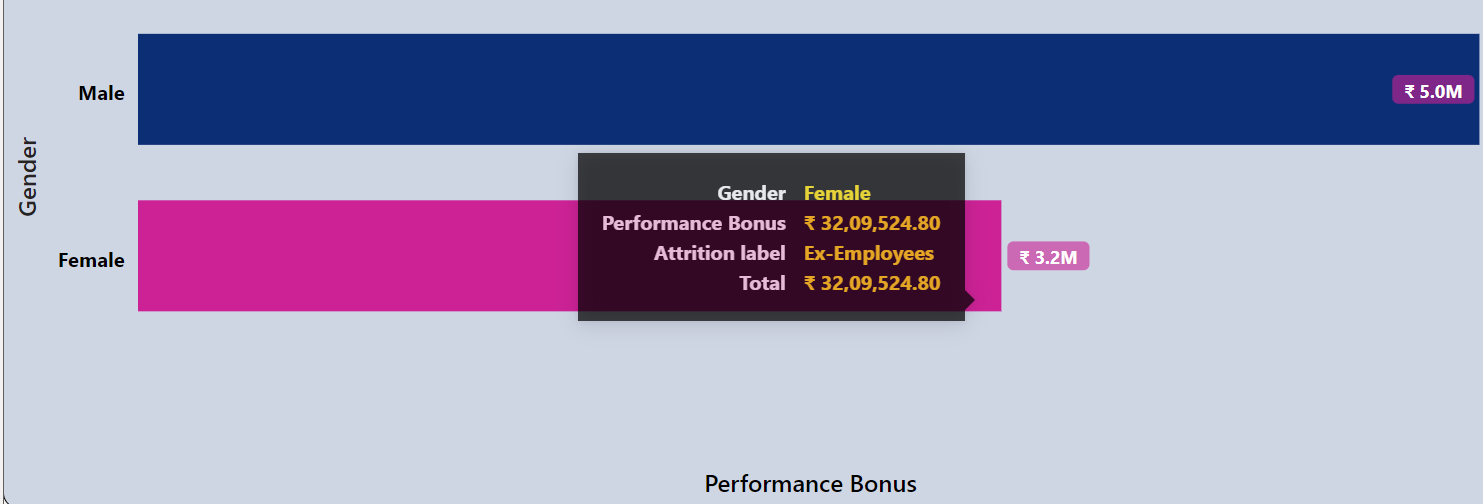 Gender
Male
₹ 5.0M
Gender Female
Performance Bonus ₹ 32,09,524.80
Attrition label Ex-Employees
Total ₹ 32,09,524.80
Female
₹ 3.2M
Performance Bonus